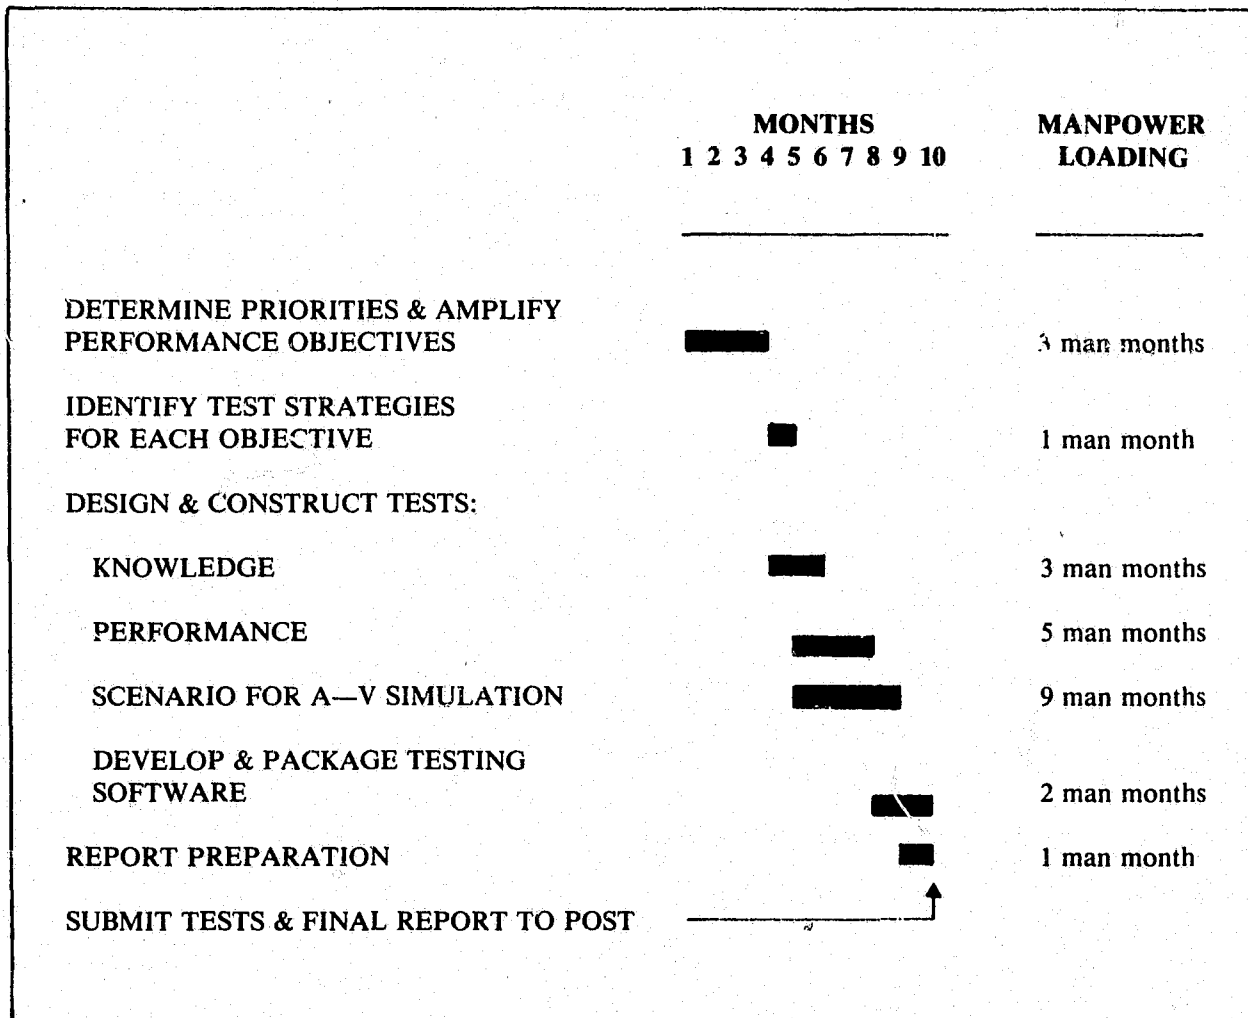 MONTHS MANPOWER
1 2 3 4 5 6 7 8 9 10 LOADING
DETERMINE PRIORITIES & AMPLIFY
PERFORMANCE OBJECTIVES 3 man months
IDENTIFY TEST STRATEGIES
FOR EACH OBJECTIVE 1 man month
DESIGN & CONSTRUCT TESTS:
KNOWLEDGE 3 man months
PERFORMANCE 5 man months
SCENARIO FOR A—V SIMULATION 9 man months
DEVELOP & PACKAGE TESTING
SOFTWARE 2 man months
REPORT PREPARATION 1 man month
SUBMIT TESTS & FINAL REPORT TO POST